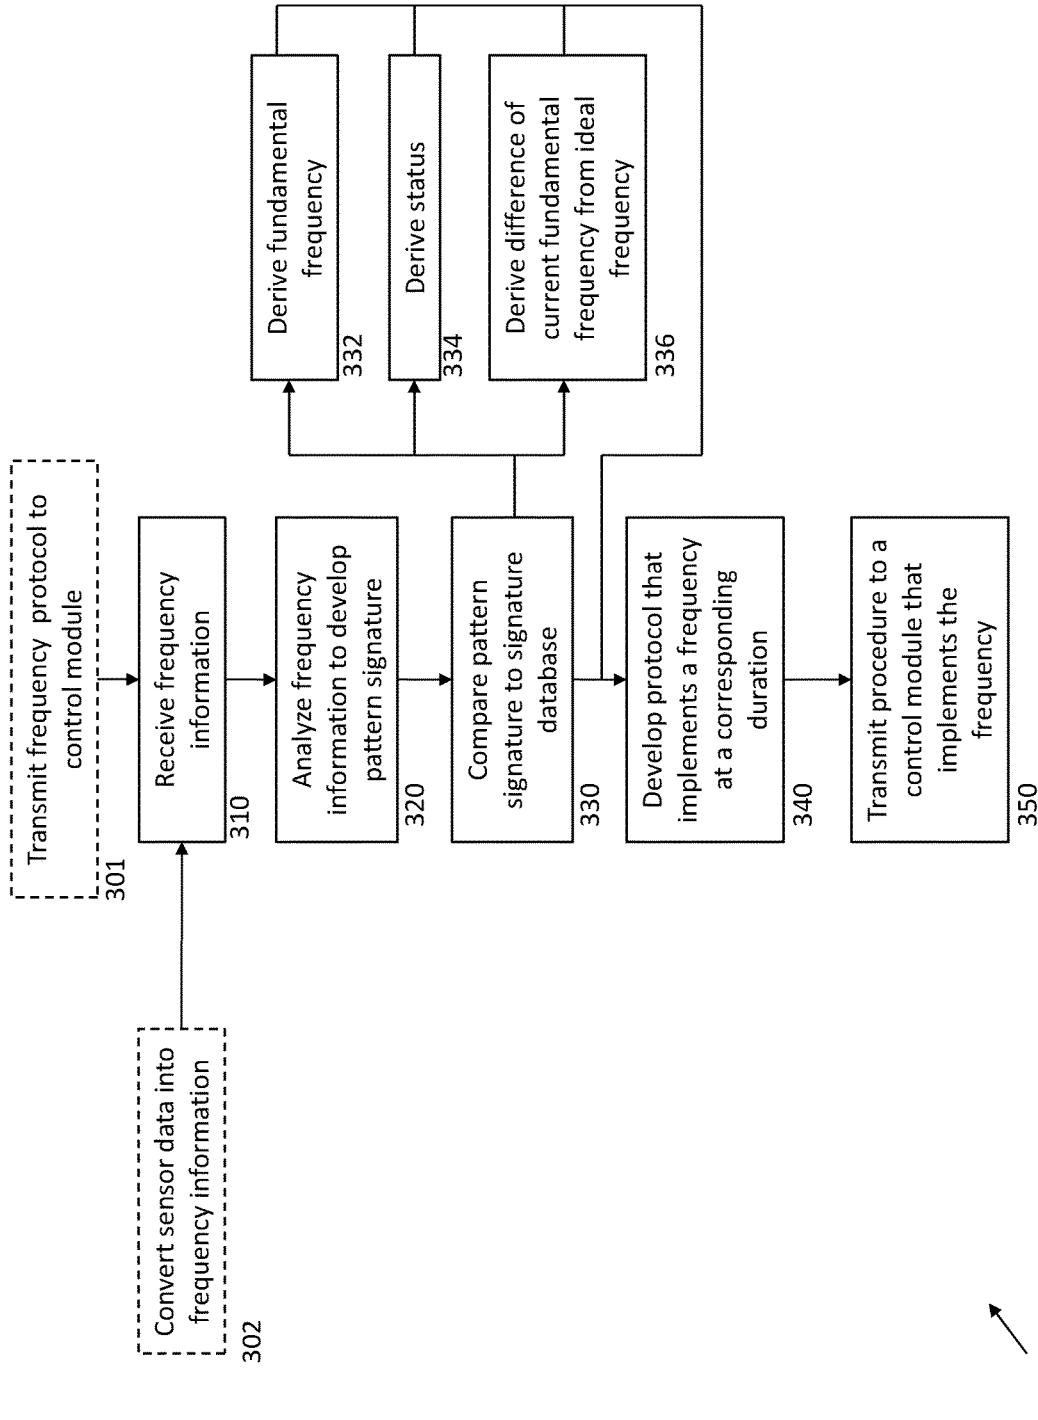 Transmit frequency protocol to
control module
301
Convert sensor data into
frequency information
302
Receive frequency
information
310
Analyze frequency
information to develop
pattern signature
320
Compare pattern
signature to signature
database
330
Derive fundamental
frequency
332
Derive status
334
Derive difference of
current fundamental
frequency from ideal
frequency
336
Develop protocol that
implements a frequency
at a corresponding
duration
340
Transmit procedure to a
control module that
implements the
frequency
350